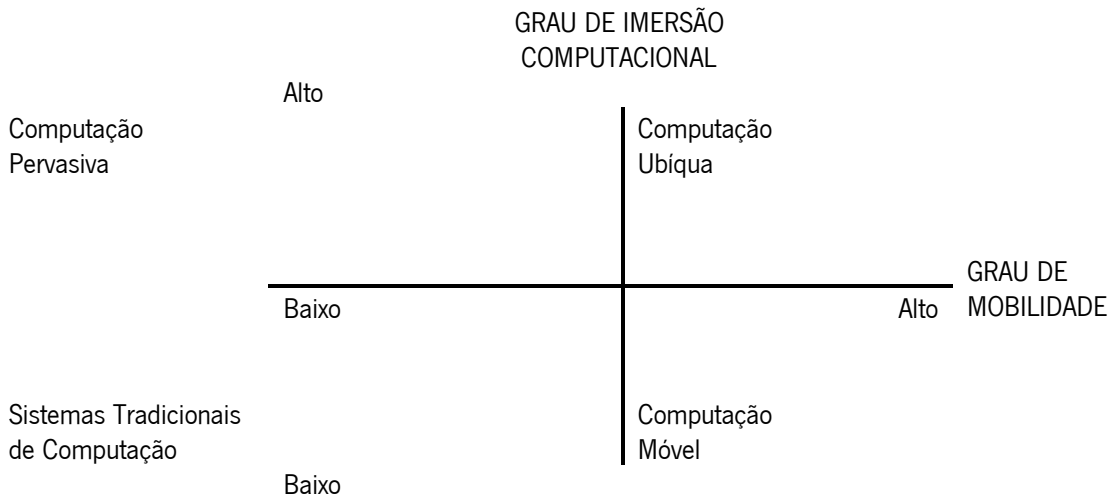 GRAU DE IMERSÃO
COMPUTACIONAL
Alto
Computação
Pervasiva
Computação
Ubíqua
GRAU DE
MOBILIDADE
Baixo
Alto
Sistemas Tradicionais
de Computação
Computação
Móvel
Baixo